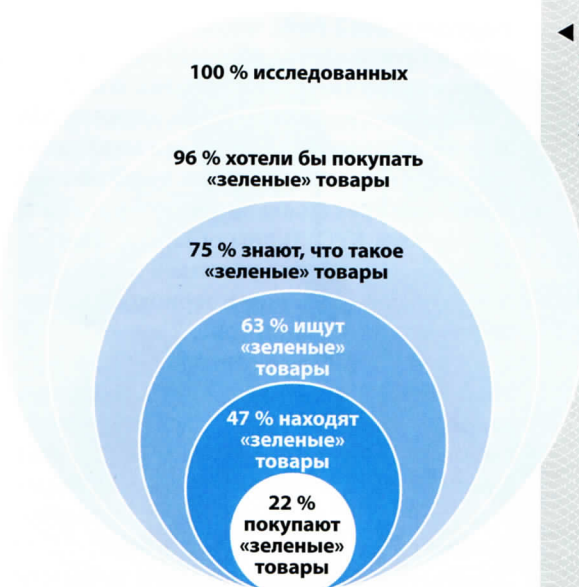 100 % исследованных
96 % хотели бы покупать
«зеленые» товары
75 % знают, что такое
«зеленые» товары
63 % ищут
«зеленые»
товары
47 % находят
«зеленые»
товары
22 %
покупают
«зеленые»
товары